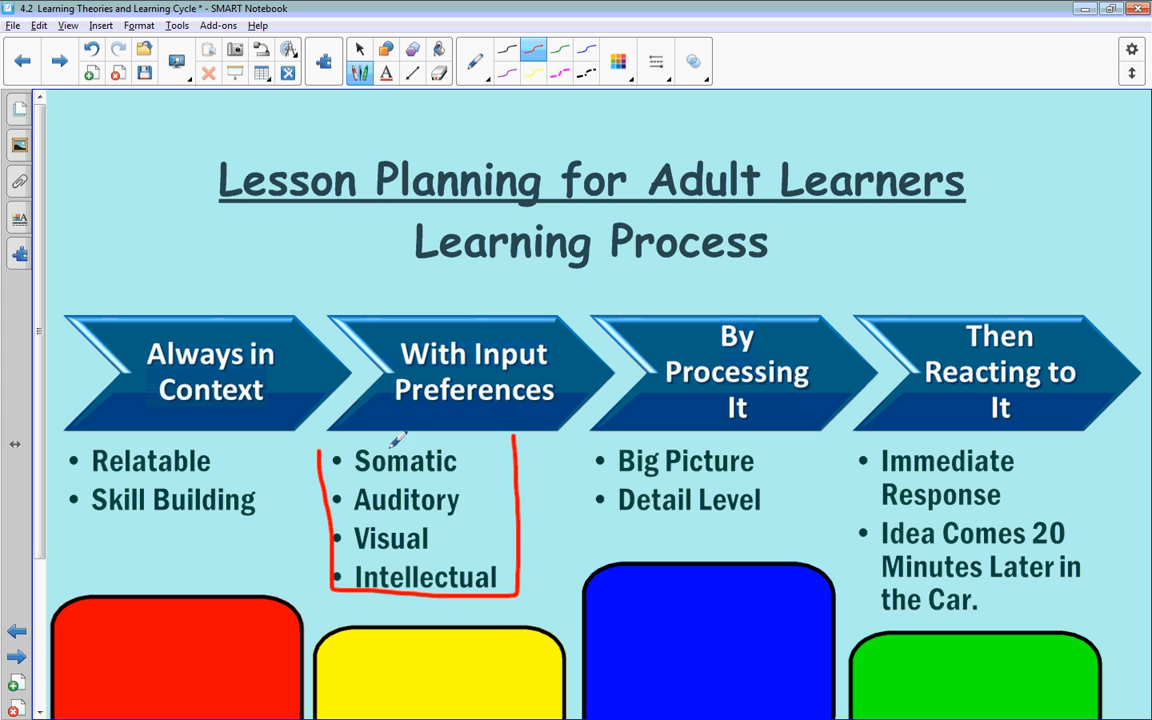 4.2 Learning Theories and Learning Cycle * - SMART Notebook
File Edit View Insert Format Tools Add-ons Help
Lesson Planning for Adult Learners
Learning Process
Always in
Context
With Input
Preferences
By
Processing
It
Then
Reacting to
It
• Relatable
• Skill Building
• Somatic
• Auditory
• Visual
• Intellectual
• Big Picture
• Detail Level
• Immediate
Response
• Idea Comes 20
Minutes Later in
the Car.